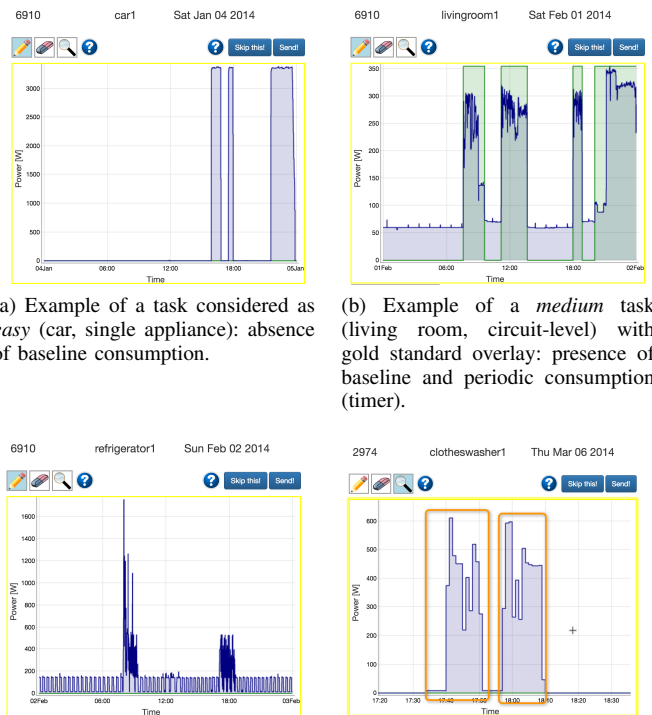 6910 car1 Sat Jan 04 2014
? ? Skip this! Send!
Power [W]
3000
2500
2000
1500
1000
500
0
04Jan 06:00 12:00 18:00 05Jan
Time
a) Example of a task considered as
easy (car, single appliance): absence
of baseline consumption.
6910 livingroom1 Sat Feb 01 2014
? ? Skip this! Send!
Power [W]
350
300
250
200
150
100
50
0
01Feb 06:00 12:00 18:00 02Feb
Time
(b) Example of a medium task
(living room, circuit-level) with
gold standard overlay: presence of
baseline and periodic consumption
(timer).
6910 refrigerator1 Sun Feb 02 2014
? ? Skip this! Send!
Power [W]
1600
1400
1200
1000
800
600
400
200
0
02Feb 06:00 12:00 18:00 03Feb
Time
2974 clotheswasher1 Thu Mar 06 2014
? ? Skip this! Send!
Power [W]
600
500
400
300
200
100
0
17:20 17:30 17:40 17:50 18:00 18:10 18:20 18:30
Time